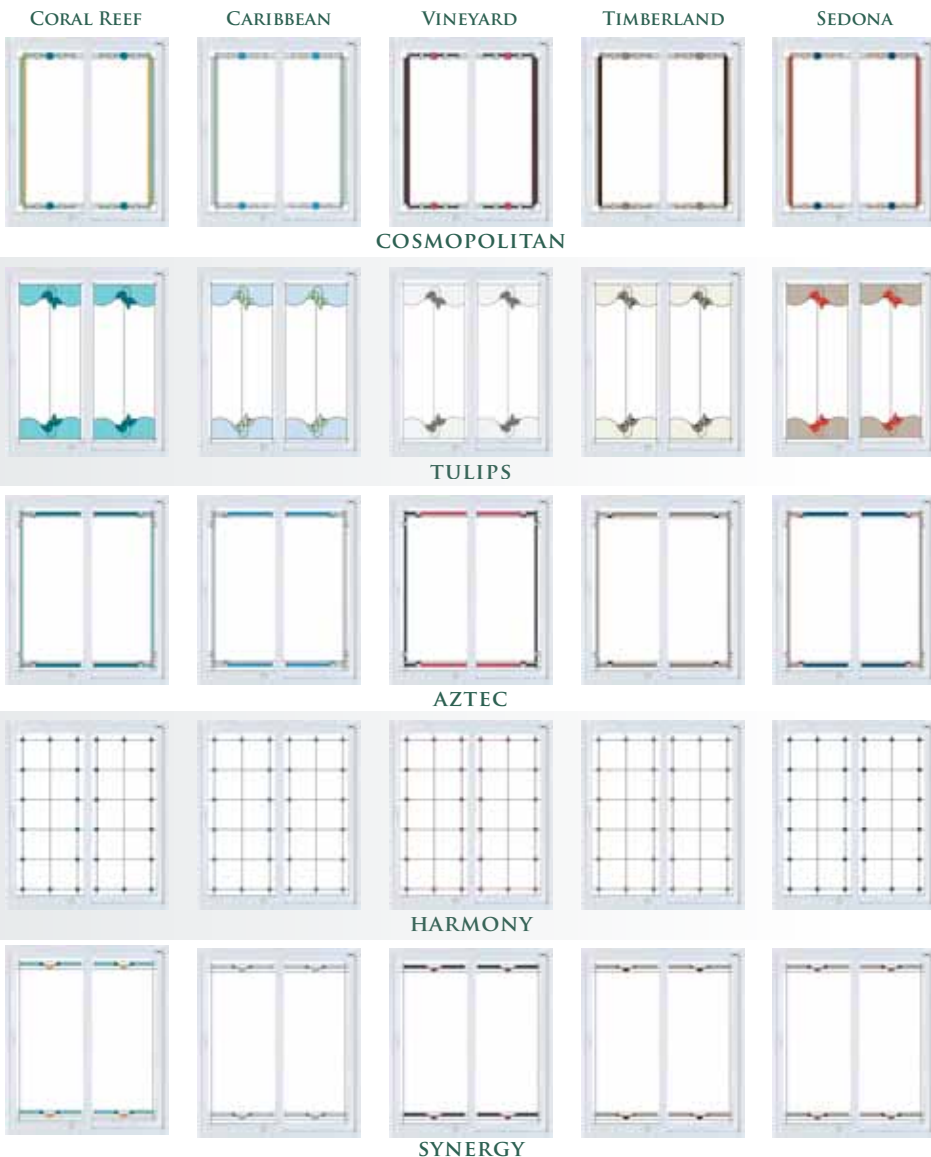 CORAL REEF CARIBBEAN VINEYARD TIMBERLAND SEDONA
COSMOPOLITAN
TULIPS
AZTEC
HARMONY
SYNERGY